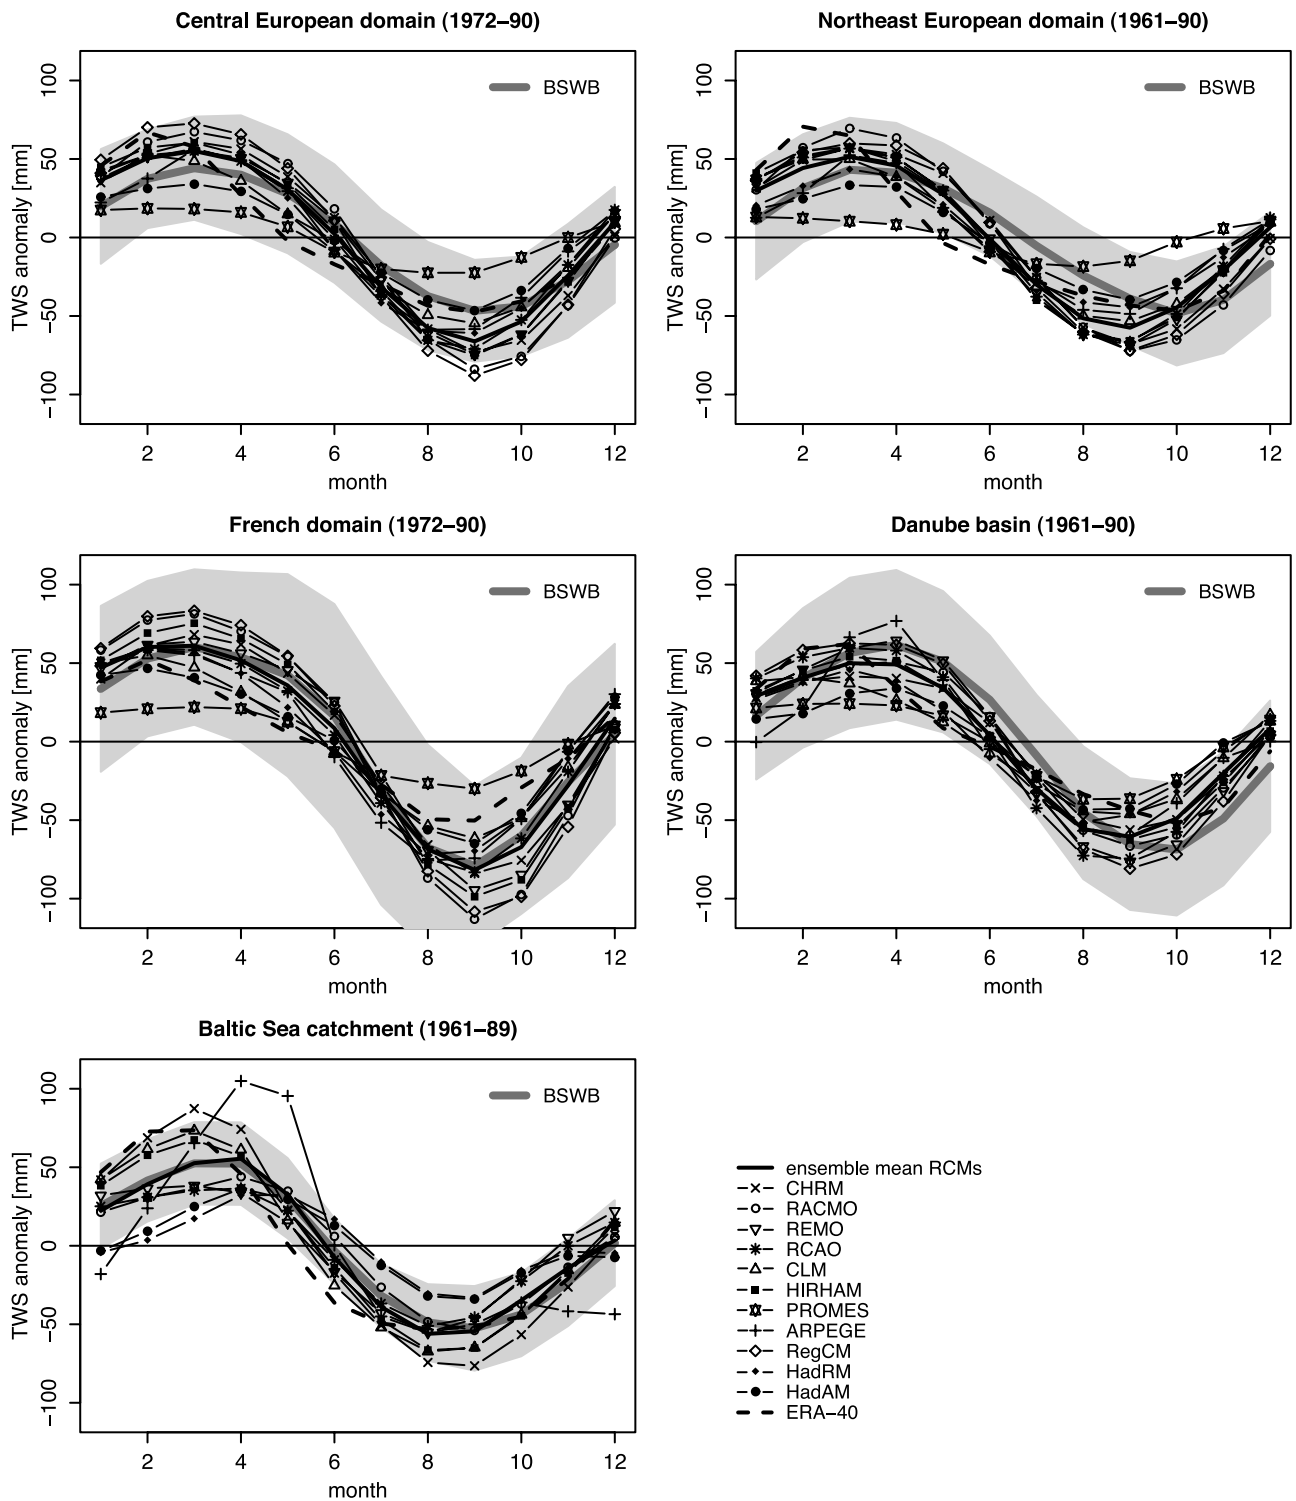 Central European domain (1972–90)
TWS anomaly [mm]
100
50
0
−50
−100
BSWB
2 4 6 8 10 12
month
Northeast European domain (1961–90)
TWS anomaly [mm]
100
50
0
−50
−100
BSWB
2 4 6 8 10 12
month
French domain (1972–90)
TWS anomaly [mm]
100
50
0
−50
−100
BSWB
2 4 6 8 10 12
month
Danube basin (1961–90)
TWS anomaly [mm]
100
50
0
−50
−100
BSWB
2 4 6 8 10 12
month
Baltic Sea catchment (1961–89)
TWS anomaly [mm]
100
50
0
−50
−100
BSWB
2 4 6 8 10 12
month
ensemble mean RCMs
CHRM
RACMO
REMO
RCAO
CLM
HIRHAM
PROMES
ARPEGE
RegCM
HadRM
HadAM
ERA−40